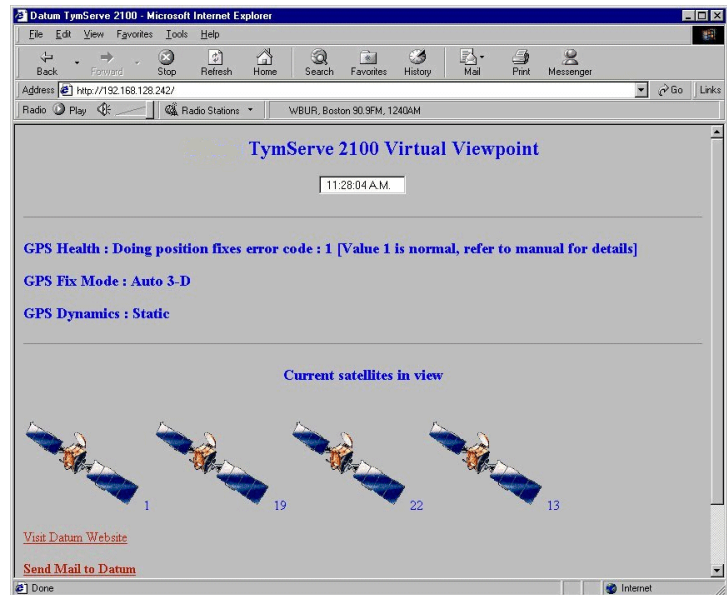 Datum TymServe 2100 - Microsoft Internet Explorer
File Edit View Favorites Tools Help
Back Forward Stop Refresh Home Search Favorites History Mail Print Messenger
Address http://192.168.128.242/ Go Links
Radio Play Radio Stations WBUR, Boston 90.9FM, 1240AM
TymServe 2100 Virtual Viewpoint
11:28:04 A.M.
GPS Health : Doing position fixes error code : 1 [Value 1 is normal, refer to manual for details]
GPS Fix Mode : Auto 3-D
GPS Dynamics : Static
Current satellites in view
1 19 22 13
Visit Datum Website
Send Mail to Datum
Done Internet